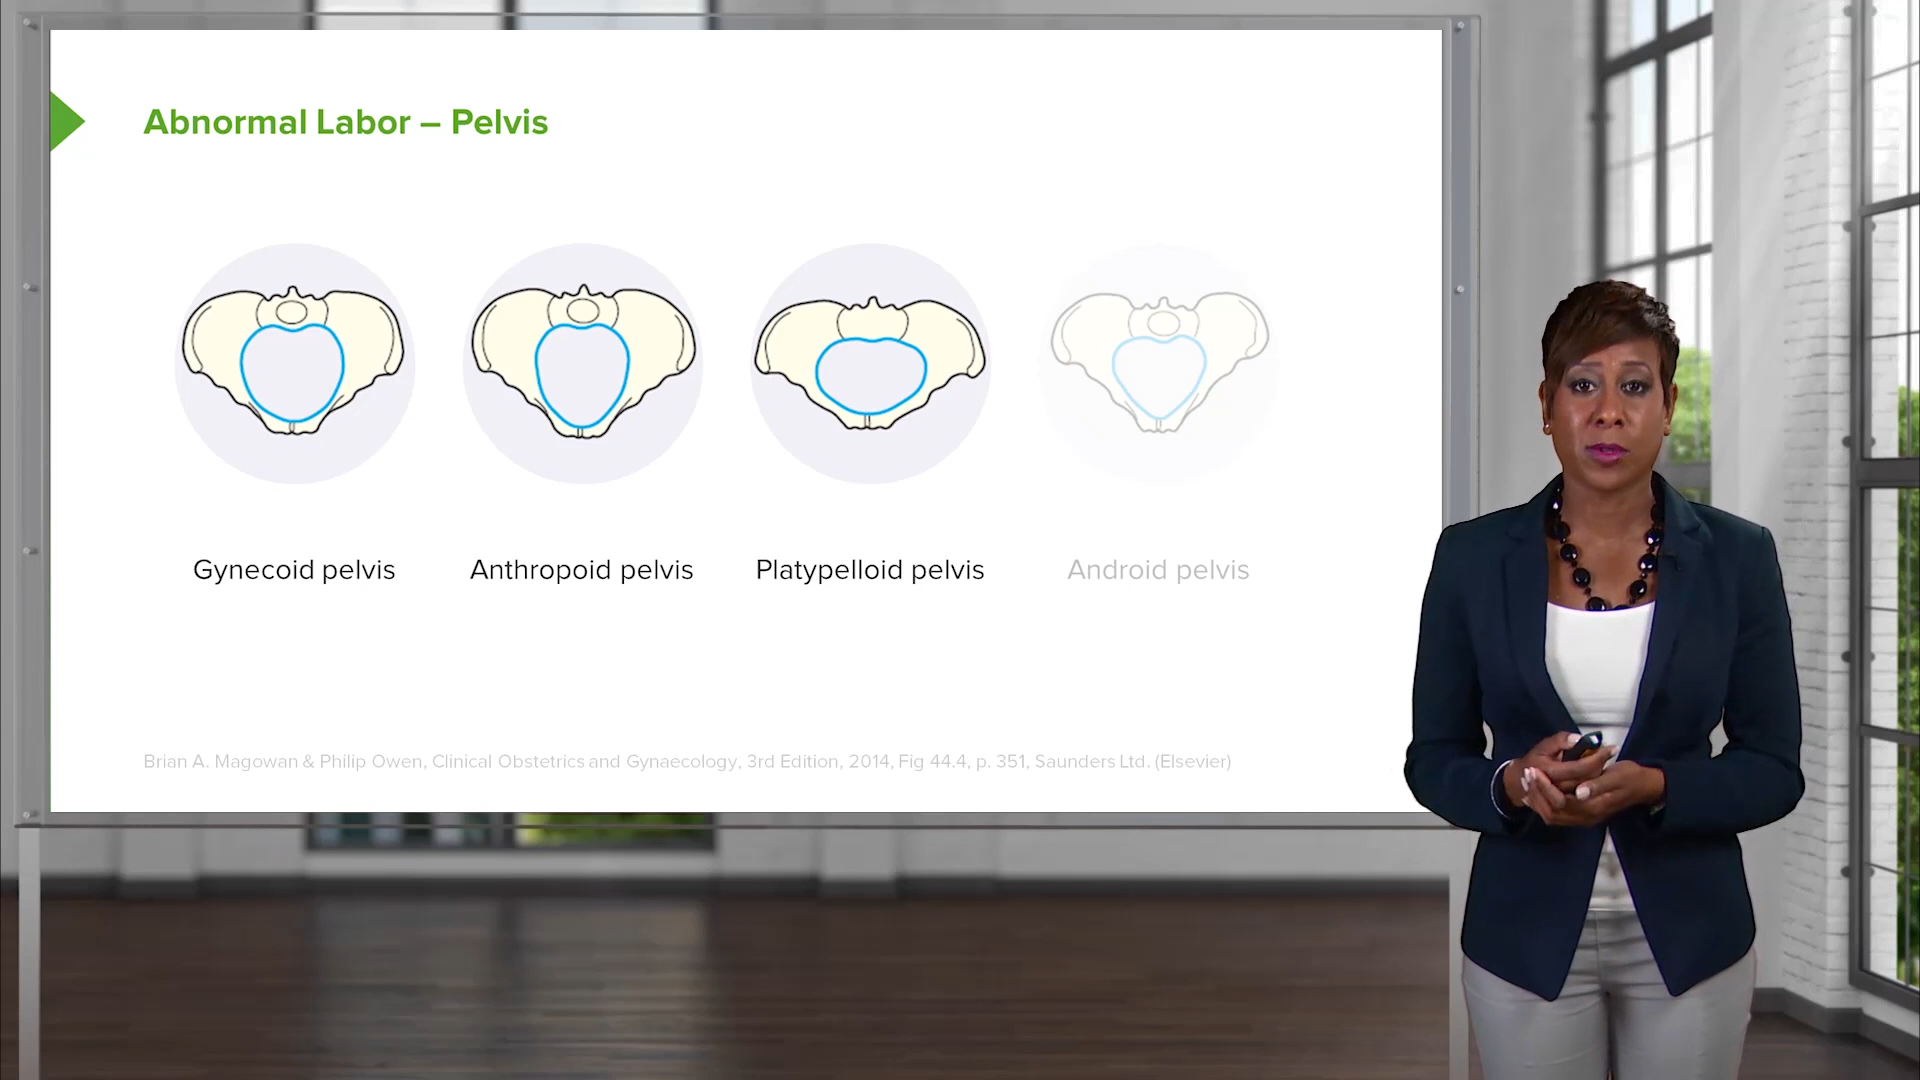 Abnormal Labor – Pelvis
Gynecoid pelvis
Anthropoid pelvis
Platypelloid pelvis
Android pelvis
Brian A. Magowan & Philip Owen, Clinical Obstetrics and Gynaecology, 3rd Edition, 2014, Fig 44.4, p. 351, Saunders Ltd. (Elsevier)